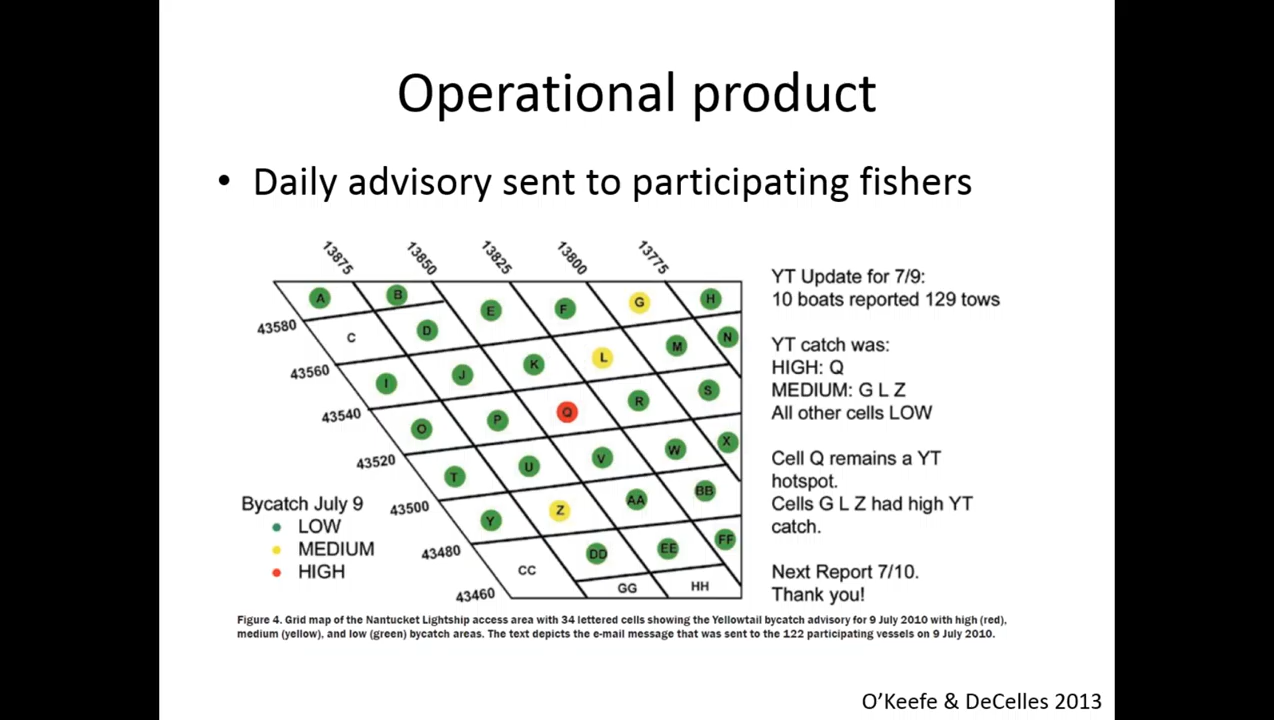 Operational product
• Daily advisory sent to participating fishers
13875
13850
13825
13800
13775
A
B
E
F
G
H
43580
C
D
K
L
M
N
43560
I
J
Q
R
S
43540
O
P
V
W
X
43520
T
U
AA
BB
43500
Y
Z
EE
FF
43480
CC
DD
GG
HH
43460
Bycatch July 9
LOW
MEDIUM
HIGH
YT Update for 7/9:
10 boats reported 129 tows
YT catch was:
HIGH: Q
MEDIUM: G L Z
All other cells LOW
Cell Q remains a YT
hotspot.
Cells G L Z had high YT
catch.
Next Report 7/10.
Thank you!
Figure 4. Grid map of the Nantucket Lightship access area with 34 lettered cells showing the Yellowtail bycatch advisory for 9 July 2010 with high (red),
medium (yellow), and low (green) bycatch areas. The text depicts the e-mail message that was sent to the 122 participating vessels on 9 July 2010.
O’Keefe & DeCelles 2013